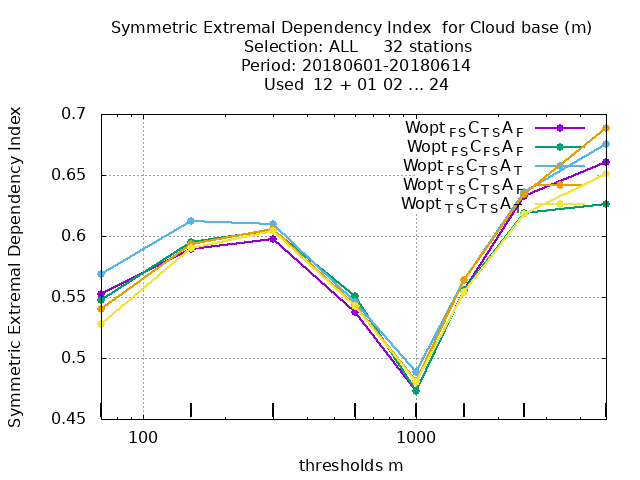 Symmetric Extremal Dependency Index  for Cloud base (m)
Selection: ALL     32 stations
Period: 20180601-20180614
Used  12 + 01 02 ... 24
0.7
0.65
0.6
0.55
0.5
0.45
Symmetric Extremal Dependency Index
Wopt FS C TS A F
Wopt FS C FS A F
Wopt FS C TS A T
Wopt TS C TS A F
Wopt TS C TS A T
100
1000
thresholds m